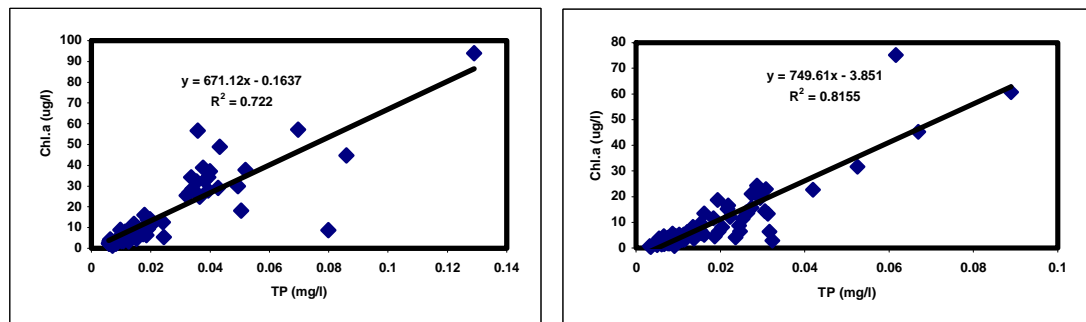 100
90
80
70
60
50
40
30
20
10
0
Chl.a (ug/l)
y = 671.12x - 0.1637
R² = 0.722
0 0.02 0.04 0.06 0.08 0.1 0.12 0.14
TP (mg/l)
80
70
60
50
40
30
20
10
0
Chl.a (ug/l)
y = 749.61x - 3.851
R² = 0.8155
0 0.02 0.04 0.06 0.08 0.1
TP (mg/l)